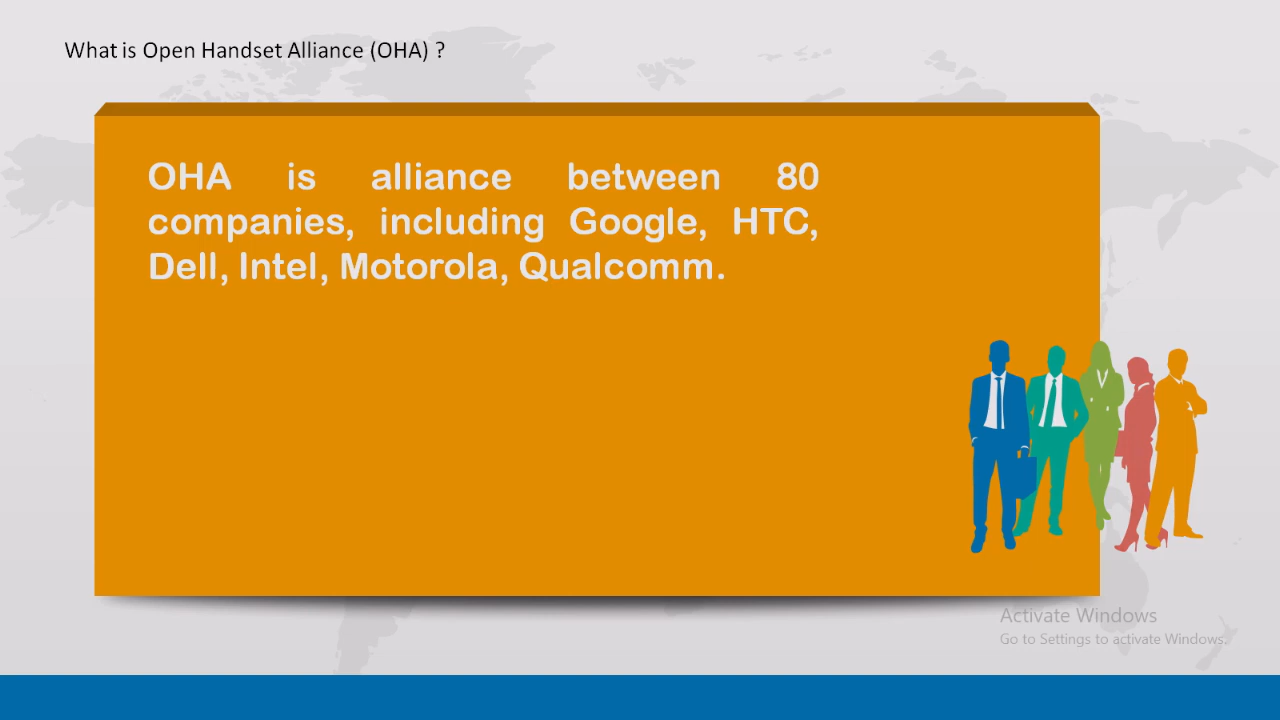 What is Open Handset Alliance (OHA) ?
OHA is alliance between 80
companies, including Google, HTC,
Dell, Intel, Motorola, Qualcomm.
Activate Windows
Go to Settings to activate Windows.